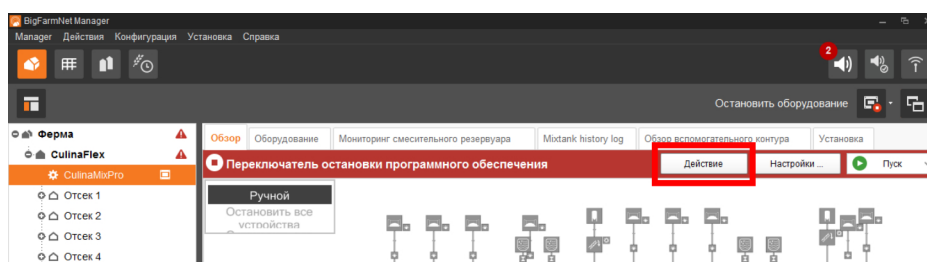 BigFarmNet Manager
Manager Действия Конфигурация Установка Справка
2
Остановить оборудование
Ферма
Обзор Оборудование Мониторинг смесительного резервуара Mixtank history log Обзор вспомогательного контура Установка
CulinaFlex
Переключатель остановки программного обеспечения Действие Настройки ... Пуск
CulinaMixPro
Ручной
Отсек 1
Остановить все
устройства
Отсек 2
Отсек 3
Отсек 4